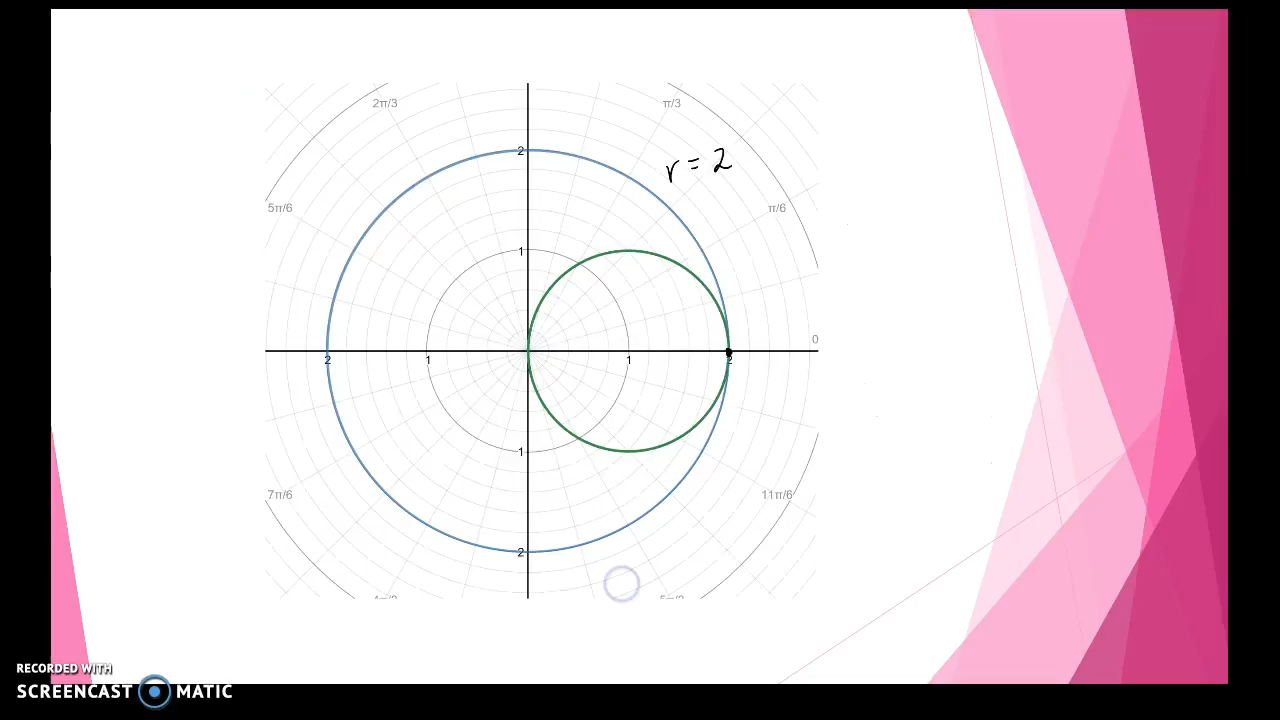 2π/3
π/3
2
r = 2
5π/6
π/6
1
0
2
1
1
2
1
7π/6
11π/6
2
RECORDED WITH
SCREENCAST MATIC